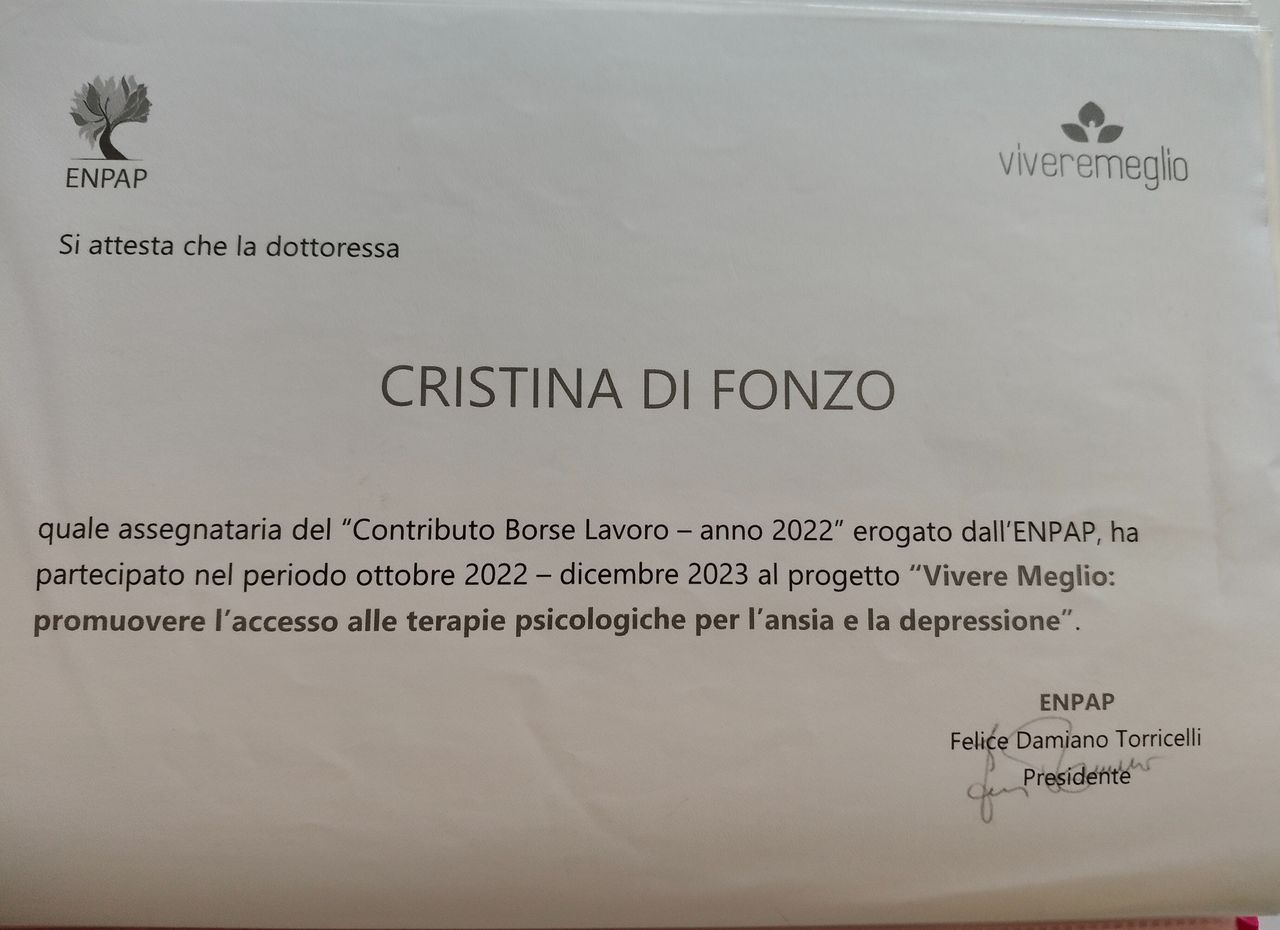 ENPAP
viveremeglio
Si attesta che la dottoressa
CRISTINA DI FONZO
quale assegnataria del “Contributo Borse Lavoro – anno 2022” erogato dall’ENPAP, ha
partecipato nel periodo ottobre 2022 – dicembre 2023 al progetto “Vivere Meglio:
promuovere l’accesso alle terapie psicologiche per l’ansia e la depressione”.
ENPAP
Felice Damiano Torricelli
Presidente